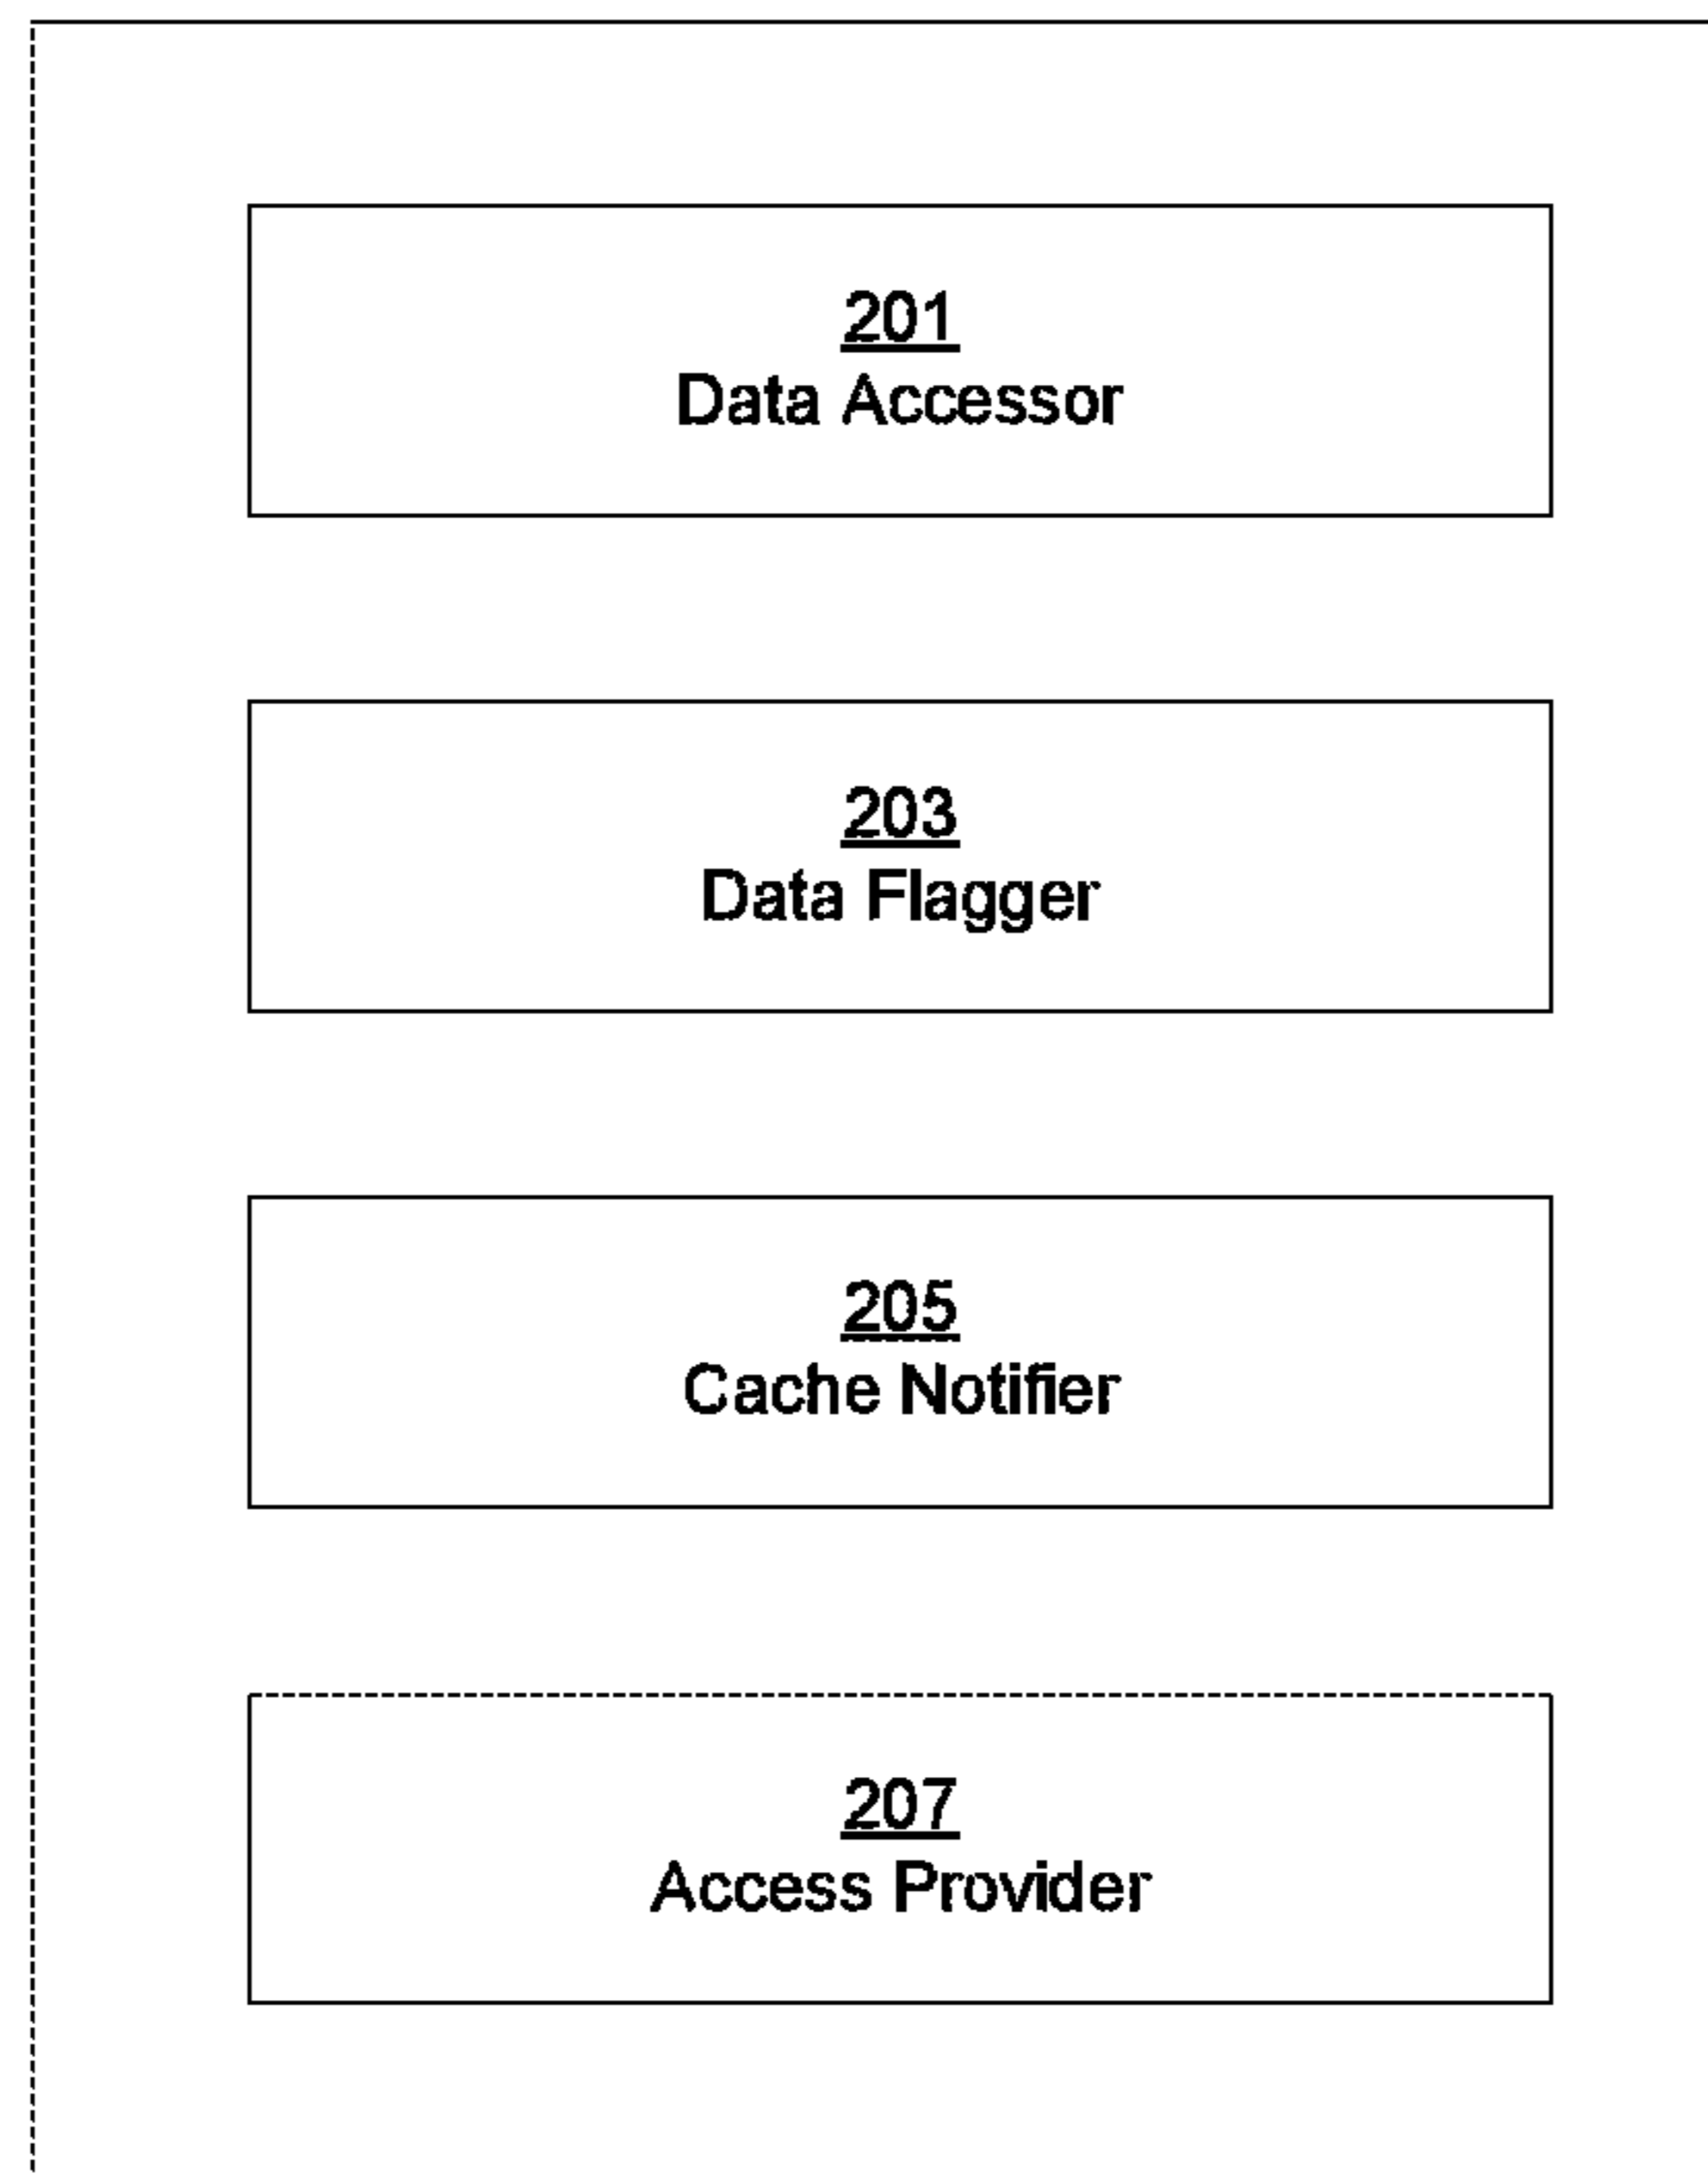 201
Data Accessor
203
Data Flagger
205
Cache Notifier
207
Access Provider